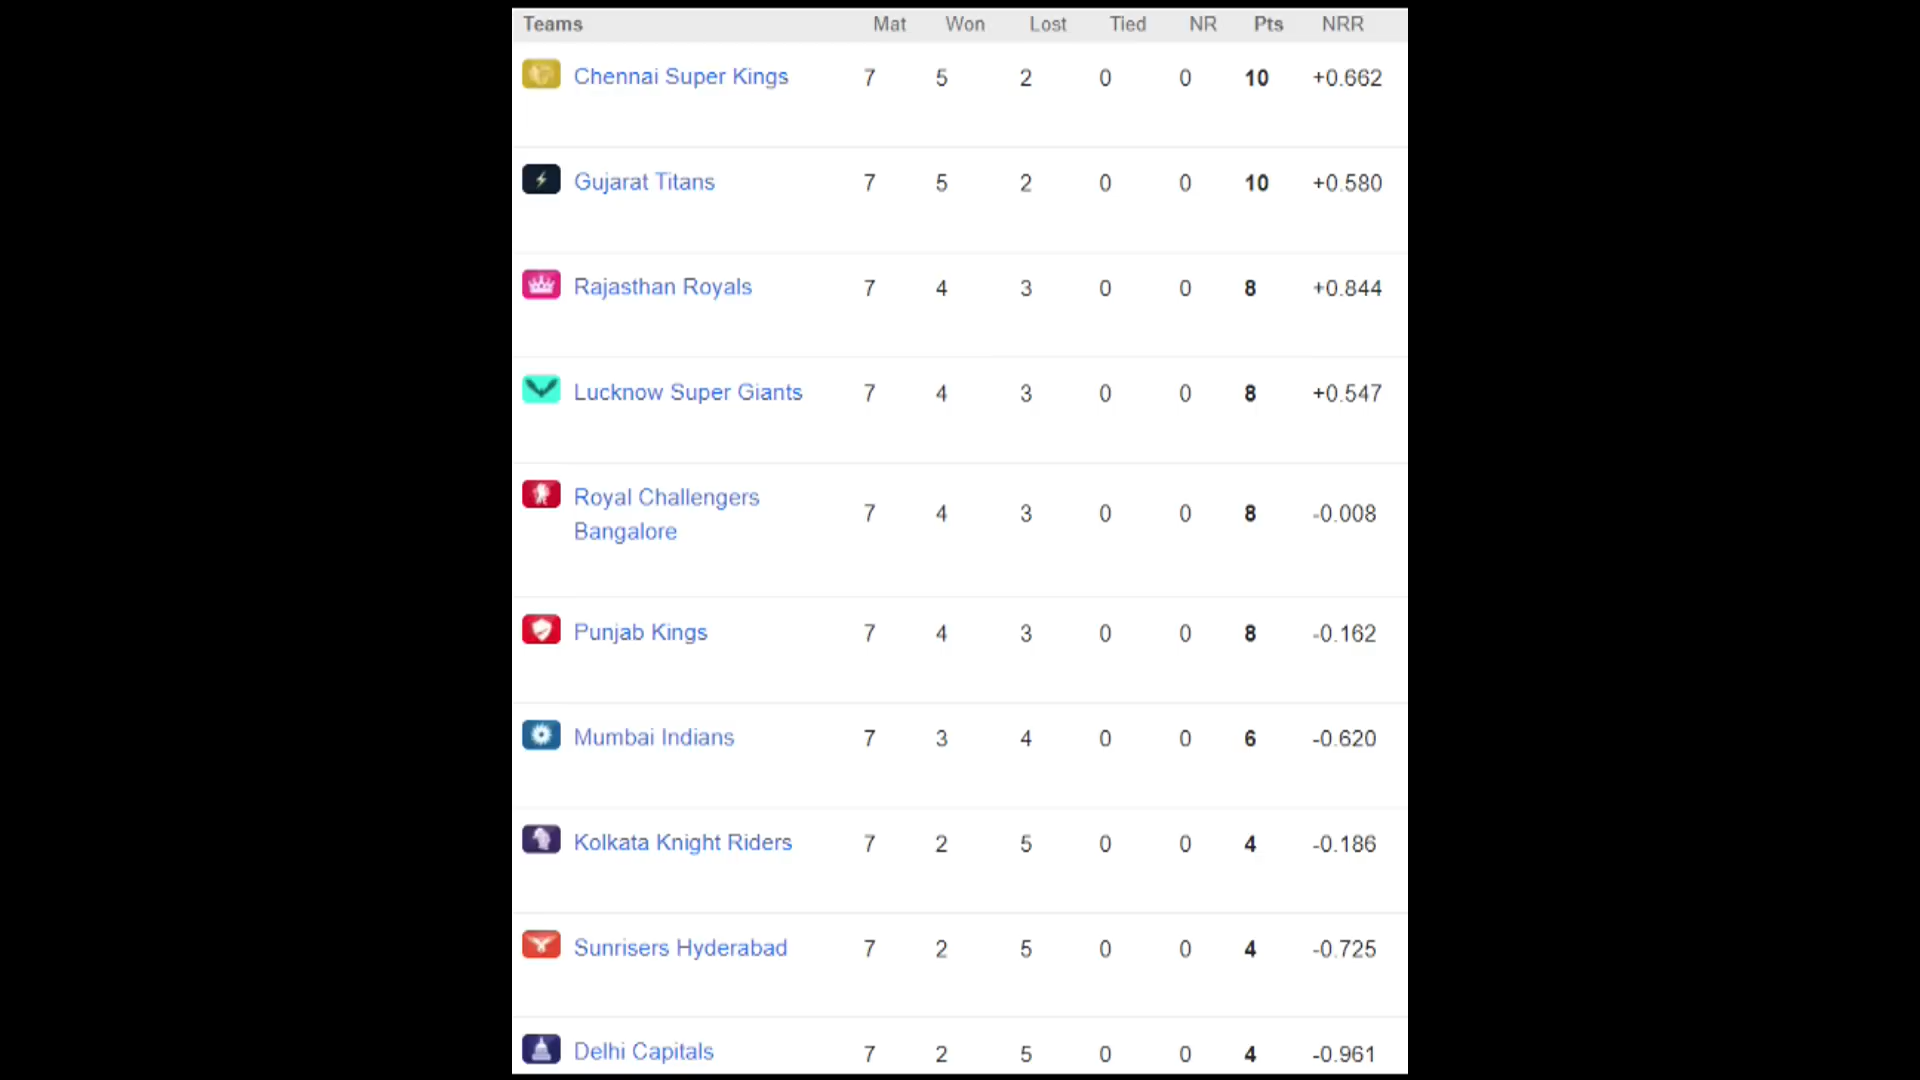 Teams Mat Won Lost Tied NR Pts NRR
Chennai Super Kings 7 5 2 0 0 10 +0.662
Gujarat Titans 7 5 2 0 0 10 +0.580
Rajasthan Royals 7 4 3 0 0 8 +0.844
Lucknow Super Giants 7 4 3 0 0 8 +0.547
Royal Challengers
Bangalore 7 4 3 0 0 8 -0.008
Punjab Kings 7 4 3 0 0 8 -0.162
Mumbai Indians 7 3 4 0 0 6 -0.620
Kolkata Knight Riders 7 2 5 0 0 4 -0.186
Sunrisers Hyderabad 7 2 5 0 0 4 -0.725
Delhi Capitals 7 2 5 0 0 4 -0.961